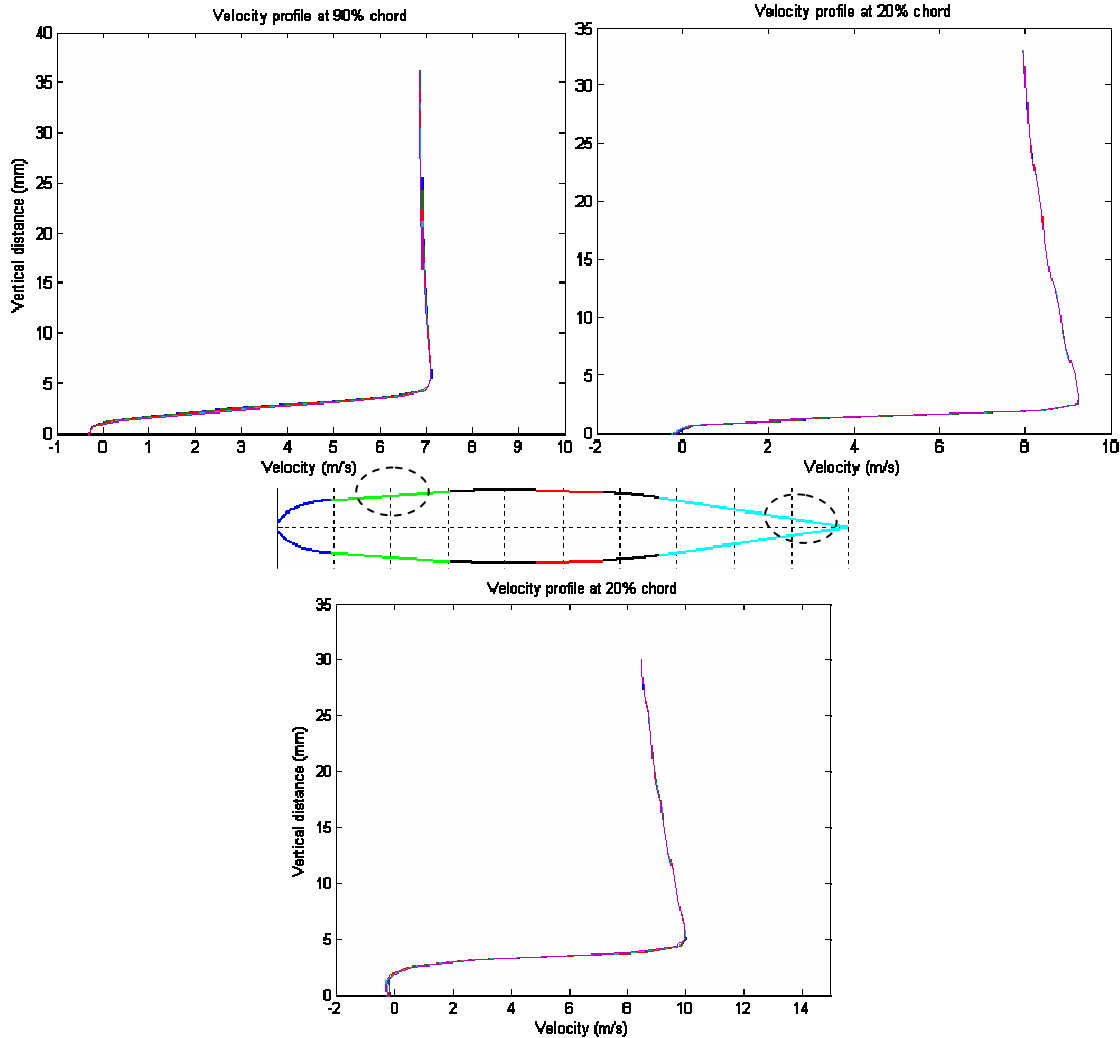 Velocity profile at 90% chord
40
35
30
25
20
15
10
5
0
Vertical distance (mm)
-1 0 1 2 3 4 5 6 7 8 9 10
Velocity (m/s)
Velocity profile at 20% chord
35
30
25
20
15
10
5
0
-2 0 2 4 6 8 10
Velocity (m/s)
Velocity profile at 20% chord
35
30
25
20
15
10
5
0
Vertical distance (mm)
-2 0 2 4 6 8 10 12 14
Velocity (m/s)